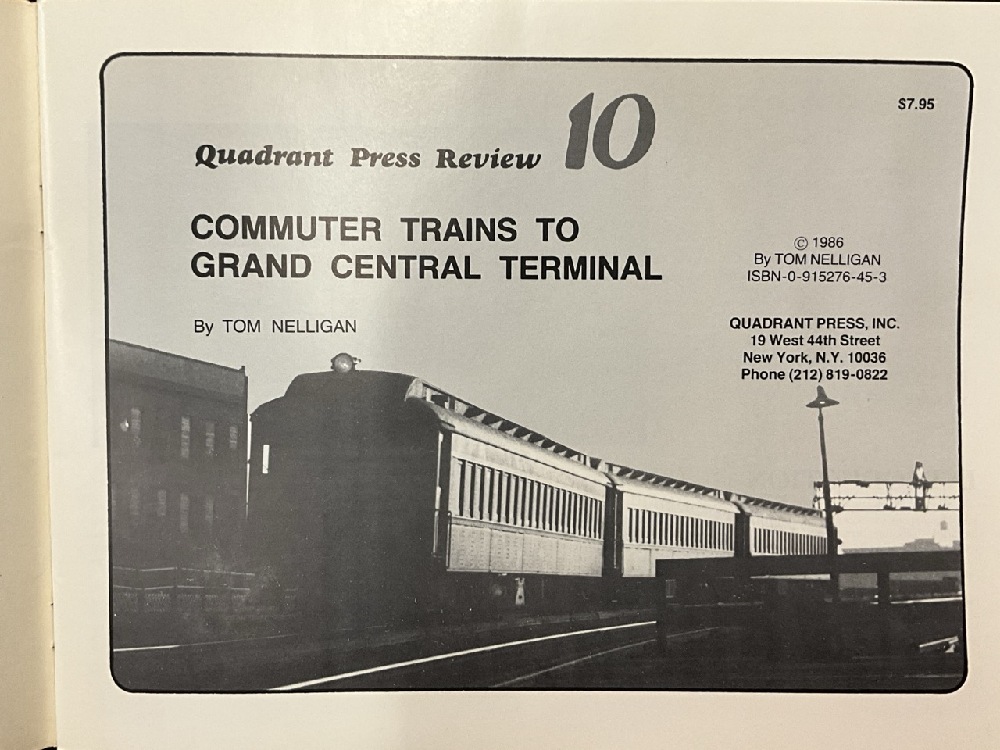 $7.95
Quadrant Press Review 10
COMMUTER TRAINS TO
GRAND CENTRAL TERMINAL
By TOM NELLIGAN
© 1986
By TOM NELLIGAN
ISBN-0-915276-45-3
QUADRANT PRESS, INC.
19 West 44th Street
New York, N.Y. 10036
Phone (212) 819-0822